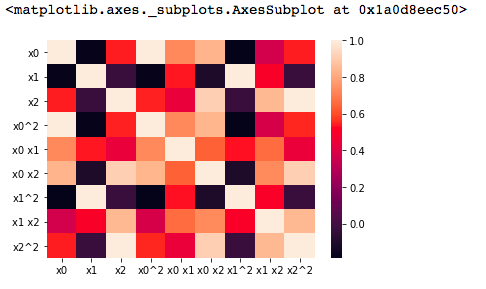 <matplotlib.axes._subplots.AxesSubplot at 0x1a0d8eec50>
x0
x1
x2
x0^2
x0 x1
x0 x2
x1^2
x1 x2
x2^2
x0 x1 x2 x0^2 x0 x1 x0 x2 x1^2 x1 x2 x2^2
1.0
0.8
0.6
0.4
0.2
0.0